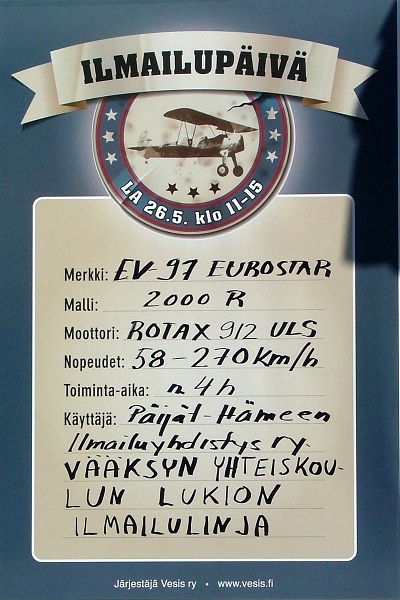 ILMAILUPÄIVÄ
LA 26.5. klo 11-15
Merkki: EV-97 EUROSTAR
Malli: 2000 R
Moottori: ROTAX 912 ULS
Nopeudet: 58-270 km/h
Toiminta-aika: n 4 h
Käyttäjä: Päijät-Hämeen
Ilmailuyhdistys ry.
VÄÄKSYN YHTEISKOU-
LUN LUKION
ILMAILULINJA
Järjestäjä Vesis ry • www.vesis.fi